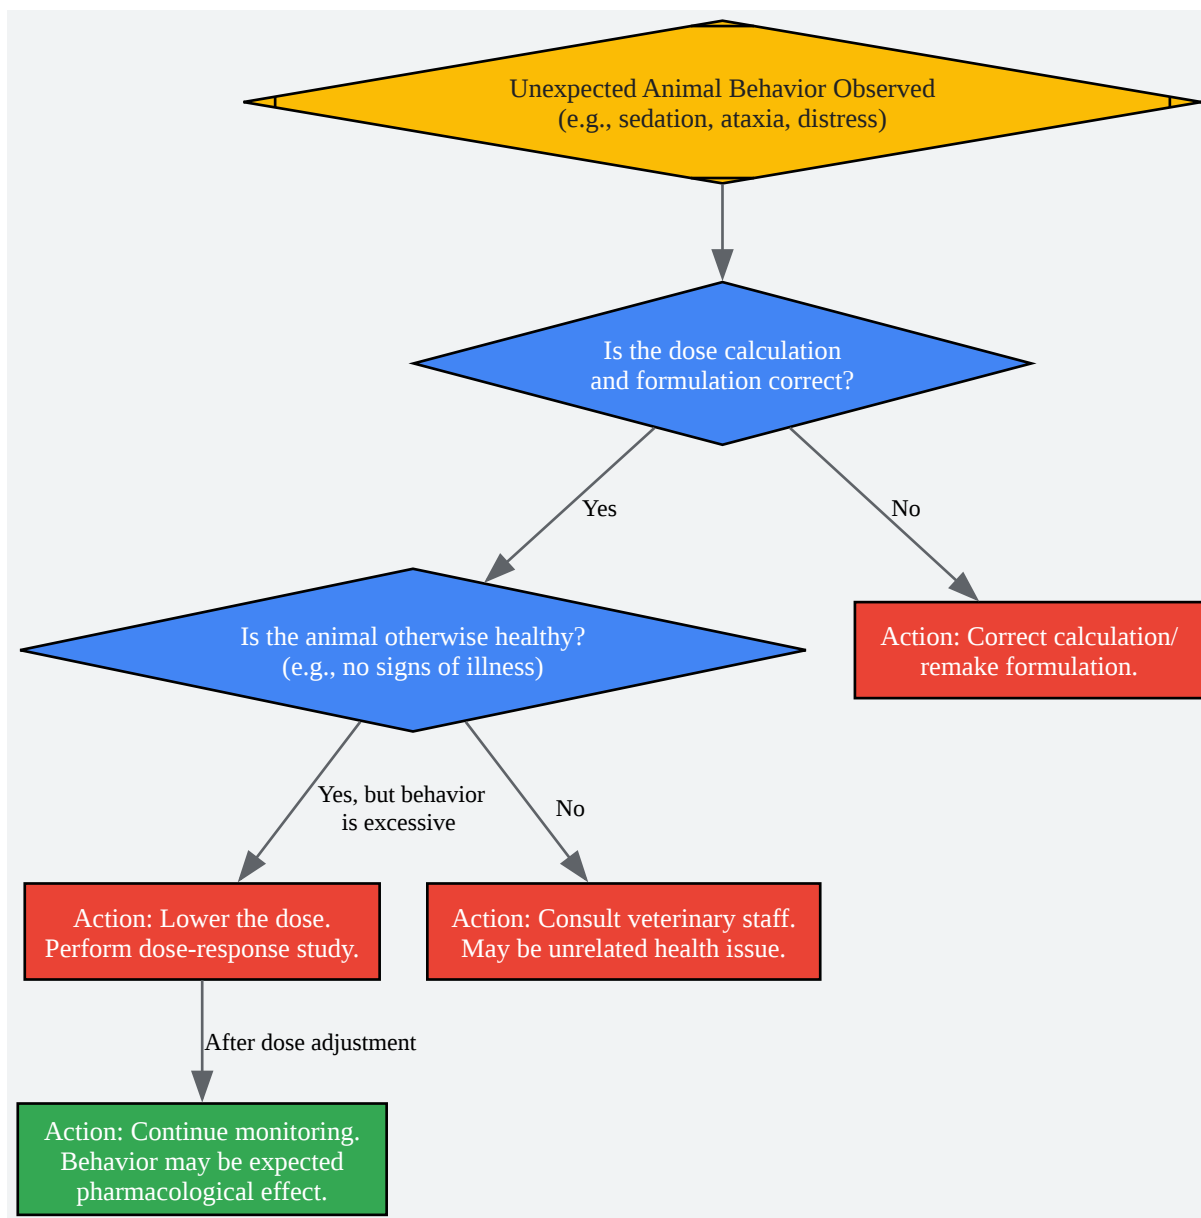 Unexpected Animal Behavior Observed
(e.g., sedation, ataxia, distress)
Is the dose calculation
and formulation correct?
Yes
No
Is the animal otherwise healthy?
(e.g., no signs of illness)
Action: Correct calculation/
remake formulation.
Yes, but behavior
is excessive
No
Action: Lower the dose.
Perform dose-response study.
Action: Consult veterinary staff.
May be unrelated health issue.
After dose adjustment
Action: Continue monitoring.
Behavior may be expected
pharmacological effect.